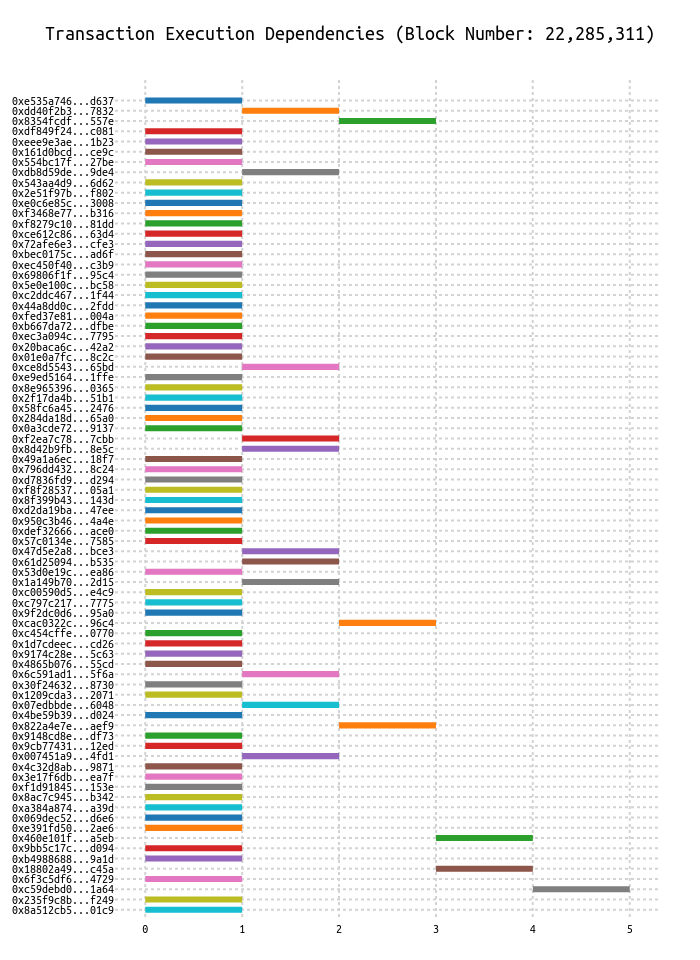 Transaction Execution Dependencies (Block Number: 22,285,311)
0xe535a746...d637
0xdd40f2b3...7832
0x8354fcdf...557e
0xdf849f24...c081
0xeee9e3ae...1b23
0x161d0bcd...ce9c
0x554bc17f...27be
0xdb8d59de...9de4
0x543aa4d9...6d62
0x2e51f97b...f802
0xe0c6e85c...3008
0xf3468e77...b316
0xf8279c10...81dd
0xce612c86...63d4
0x72afe6e3...cfe3
0xbec0175c...ad6f
0xec450f40...c3b9
0x69806f1f...95c4
0x5e0e100c...bc58
0xc2ddc467...1f44
0x44a8dd0c...2fdd
0xfed37e81...004a
0xb667da72...dfbe
0xec3a094c...7795
0x20baca6c...42a2
0x01e0a7fc...8c2c
0xce8d5543...65bd
0xe9ed5164...1ffe
0x8e965396...0365
0x2f17da4b...51b1
0x58fc6a45...2476
0x284da18d...65a0
0x0a3cde72...9137
0xf2ea7c78...7cbb
0x8d42b9fb...8e5c
0x49a1a6ec...18f7
0x796dd432...8c24
0xd7836fd9...d294
0xf8f28537...05a1
0x8f399b43...143d
0xd2da19ba...47ee
0x950c3b46...4a4e
0xdef32666...ace0
0x57c0134e...7585
0x47d5e2a8...bce3
0x61d25094...b535
0x53d0e19c...ea86
0x1a149b70...2d15
0xc00590d5...e4c9
0xc797c217...7775
0x9f2dc0d6...95a0
0xcac0322c...96c4
0xc454cffe...0770
0x1d7cdeec...cd26
0x9174c28e...5c63
0x4865b076...55cd
0x6c591ad1...5f6a
0x30f24632...8730
0x1209cda3...2071
0x07edbbde...6048
0x4be59b39...d024
0x822a4e7e...aef9
0x9148cd8e...df73
0x9cb77431...12ed
0x007451a9...4fd1
0x4c32d8ab...9871
0x3e17f6db...ea7f
0xf1d91845...153e
0x8ac7c945...b342
0xa384a874...a39d
0x069dec52...d6e6
0xe391fd50...2ae6
0x460e101f...a5eb
0x9bb5c17c...d094
0xb4988688...9a1d
0x18802a49...c45a
0x6f3c5df6...4729
0xc59debd0...1a64
0x235f9c8b...f249
0x8a512cb5...01c9
0 1 2 3 4 5